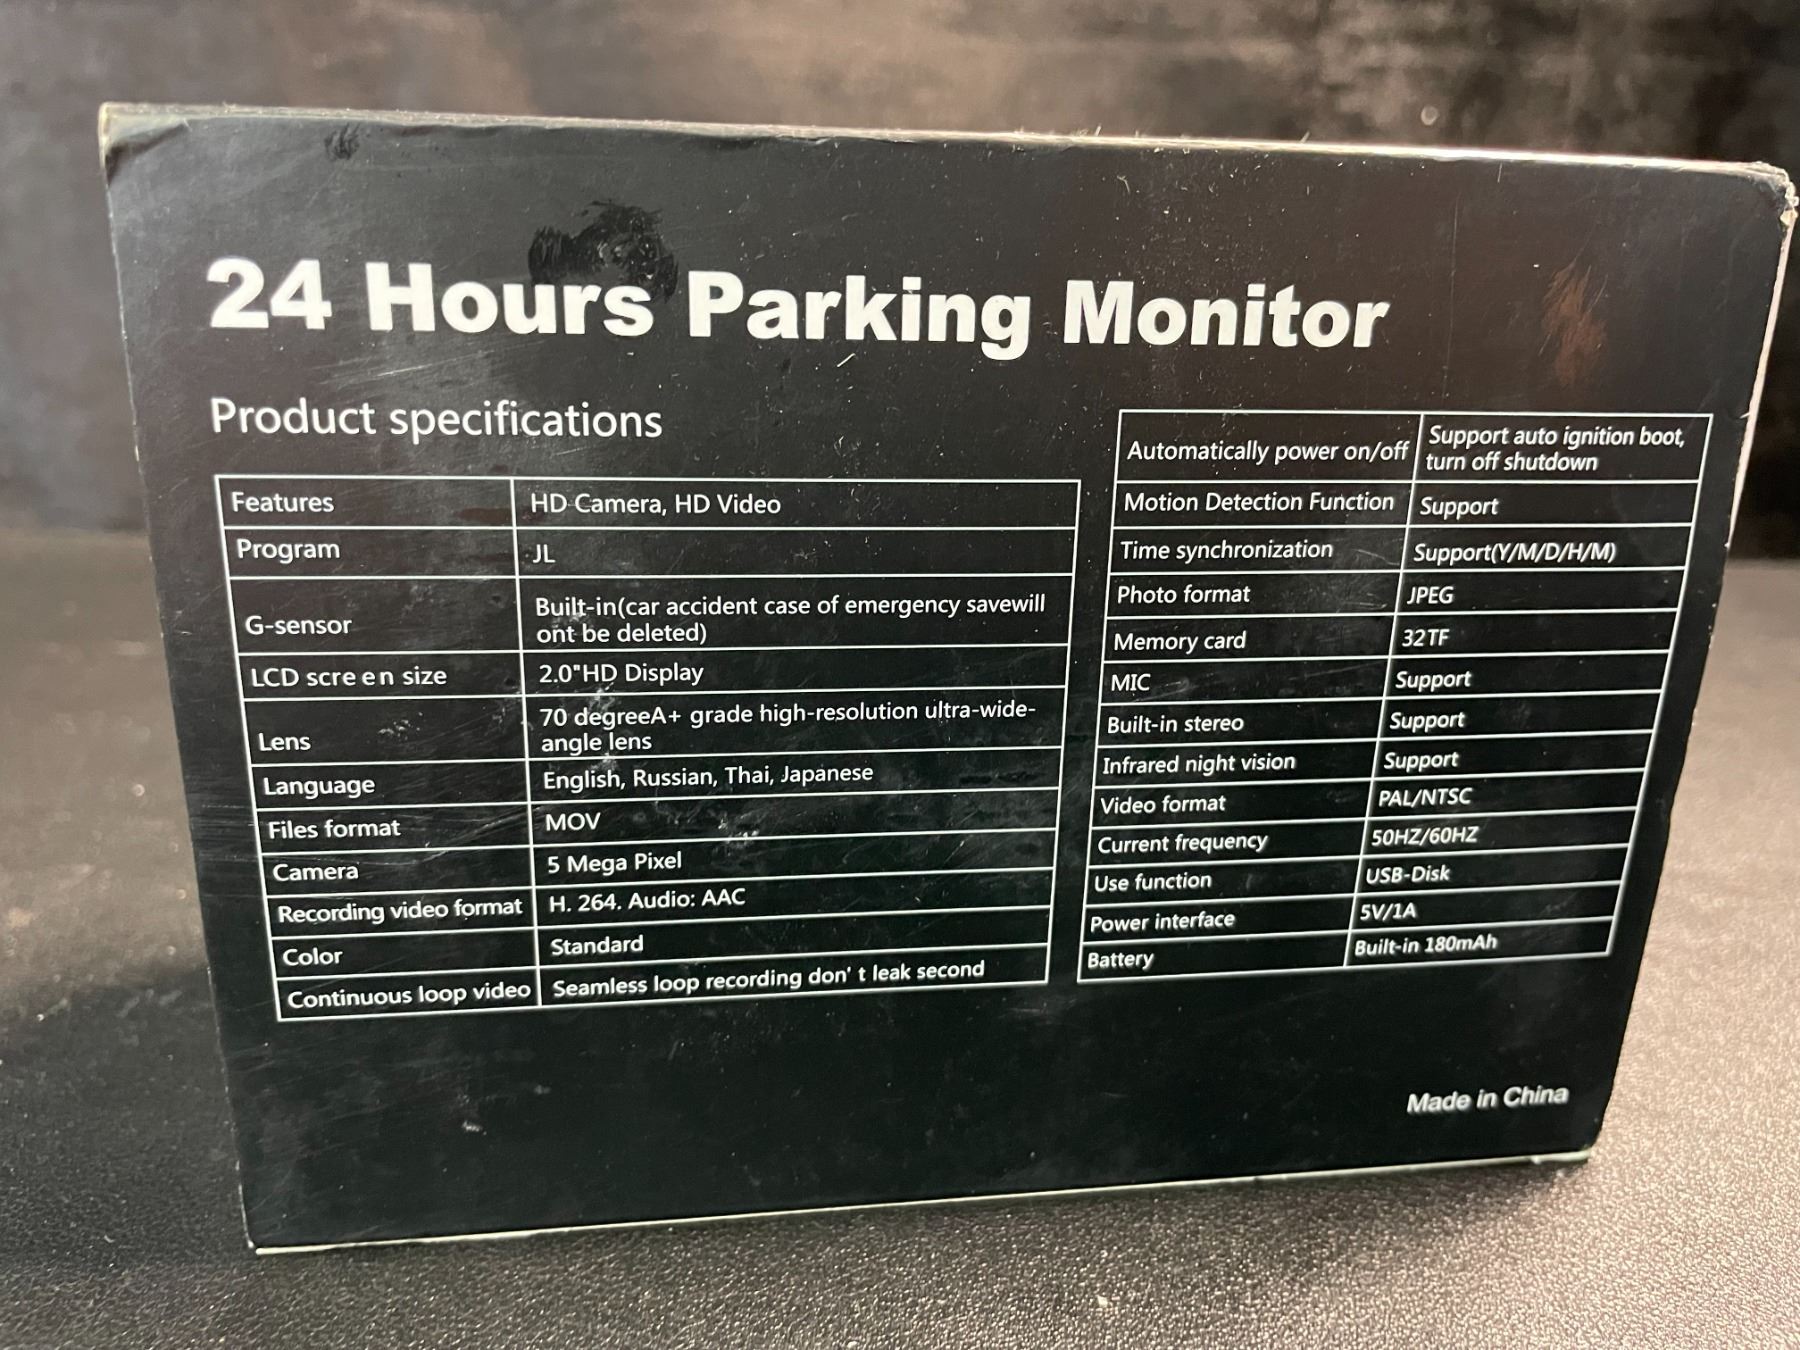 24 Hours Parking Monitor
Product specifications
Features HD Camera, HD Video
Program JL
G-sensor Built-in(car accident case of emergency savewill
ont be deleted)
LCD screen size 2.0"HD Display
Lens 70 degreeA+ grade high-resolution ultra-wide-
angle lens
Language English, Russian, Thai, Japanese
Files format MOV
Camera 5 Mega Pixel
Recording video format H. 264. Audio: AAC
Color Standard
Continuous loop video Seamless loop recording don' t leak second
Automatically power on/off Support auto ignition boot,
turn off shutdown
Motion Detection Function Support
Time synchronization Support(Y/M/D/H/M)
Photo format JPEG
Memory card 32TF
MIC Support
Built-in stereo Support
Infrared night vision Support
Video format PAL/NTSC
Current frequency 50HZ/60HZ
Use function USB-Disk
Power interface 5V/1A
Battery Built-in 180mAh
Made in China